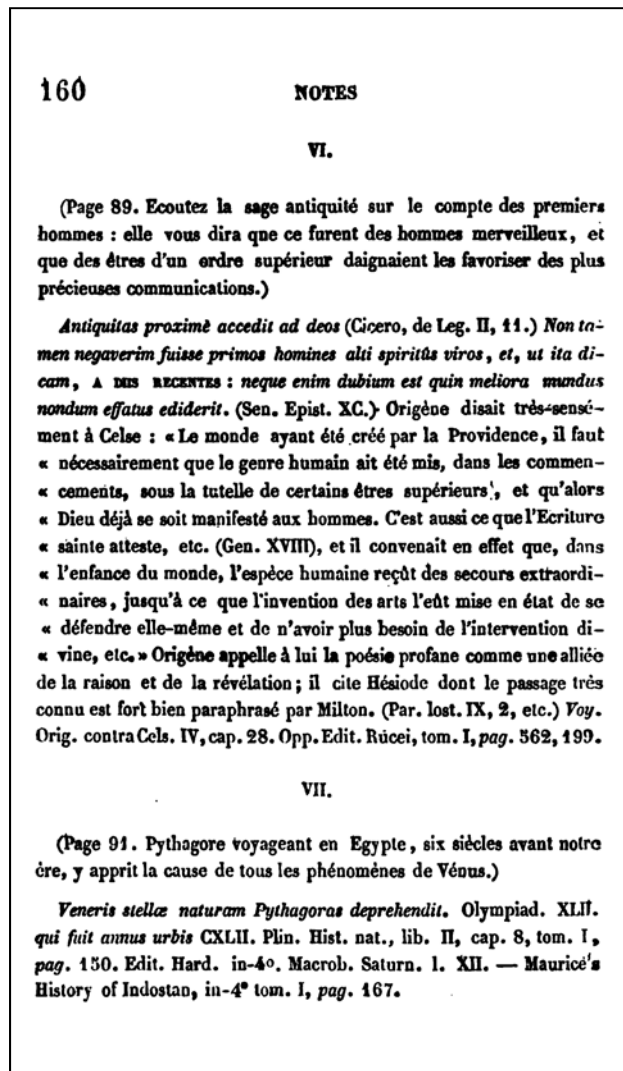 160 NOTES
VI.
(Page 89. Ecoutez la sage antiquité sur le compte des premiers
hommes : elle vous dira que ce furent des hommes merveilleux, et
que des êtres d'un ordre supérieur daignaient les favoriser des plus
précieuses communications.)
Antiquitas proximè accedit ad deos (Cicero, de Leg. II, 11.) Non ta-
men negaverim fuisse primos homines alti spiritûs viros, et, ut ita di-
cam, A DIIS RECENTES : neque enim dubium est quin meliora mundus
nondum effatus ediderit. (Sen. Epist. XC.) Origène disait très-sensé-
ment à Celse : « Le monde ayant été créé par la Providence, il faut
« nécessairement que le genre humain ait été mis, dans les commen-
« cements, sous la tutelle de certains êtres supérieurs, et qu'alors
« Dieu déjà se soit manifesté aux hommes. C'est aussi ce que l'Ecriture
« sainte atteste, etc. (Gen. XVIII), et il convenait en effet que, dans
« l'enfance du monde, l'espèce humaine reçût des secours extraordi-
« naires, jusqu'à ce que l'invention des arts l'eût mise en état de se
« défendre elle-même et de n'avoir plus besoin de l'intervention di-
« vine, etc. » Origène appelle à lui la poésie profane comme une alliée
de la raison et de la révélation ; il cite Hésiode dont le passage très
connu est fort bien paraphrasé par Milton. (Par. lost. IX, 2, etc.) Voy.
Orig. contra Cels. IV, cap. 28. Opp. Edit. Rucei, tom. I, pag. 562, 199.
VII.
(Page 91. Pythagore voyageant en Egypte, six siècles avant notre
ère, y apprit la cause de tous les phénomènes de Vénus.)
Veneris stellæ naturam Pythagoras deprehendit. Olympiad. XLII.
qui fuit annus urbis CXLII. Plin. Hist. nat., lib. II, cap. 8, tom. I,
pag. 150. Edit. Hard. in-4º. Macrob. Saturn. l. XII. — Maurice's
History of Indostan, in-4º tom. I, pag. 167.